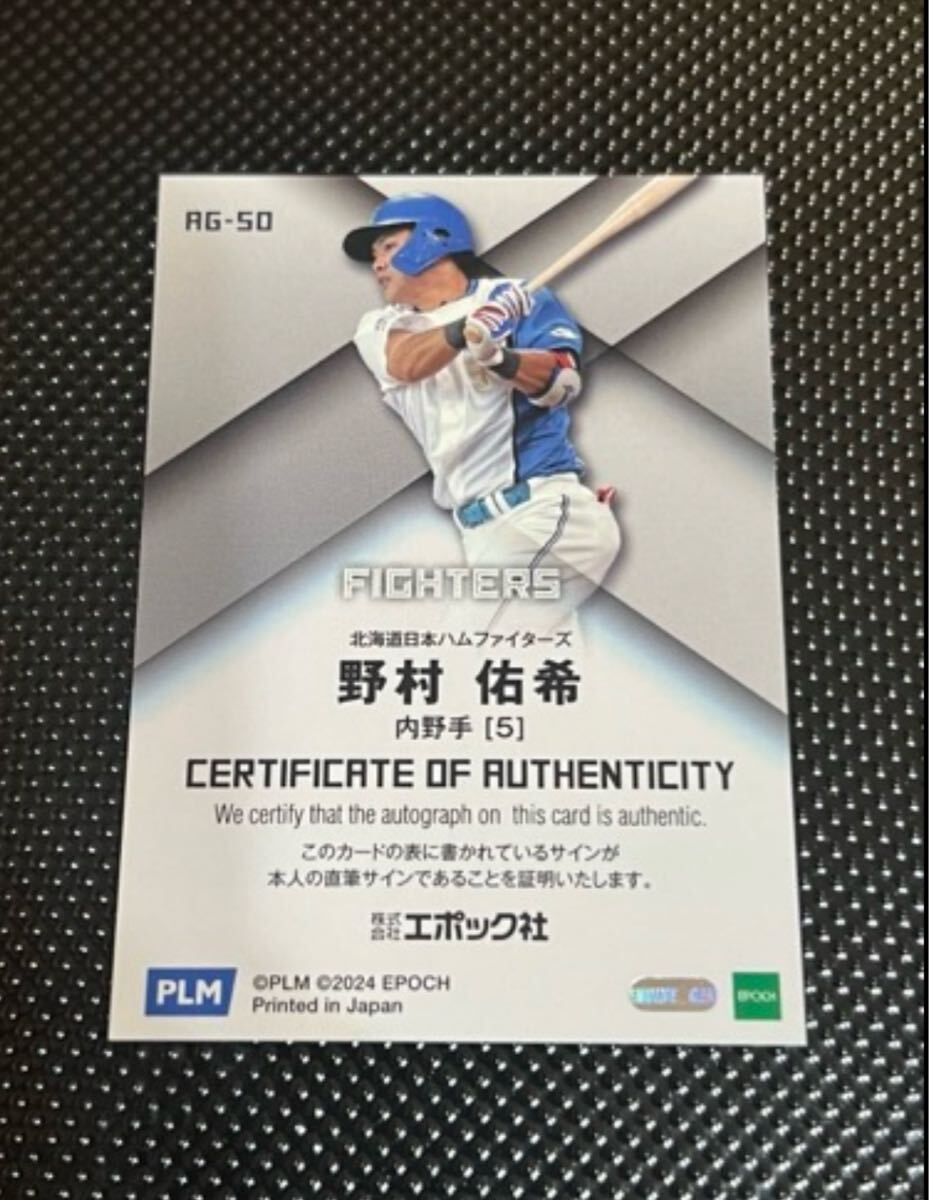 AG-50
FIGHTERS
北海道日本ハムファイターズ
野村 佑希
内野手 [5]
CERTIFICATE OF AUTHENTICITY
We certify that the autograph on this card is authentic.
このカードの表に書かれているサインが
本人の直筆サインであることを証明いたします。
株式会社エポック社
PLM
©PLM ©2024 EPOCH
Printed in Japan
EPOCH